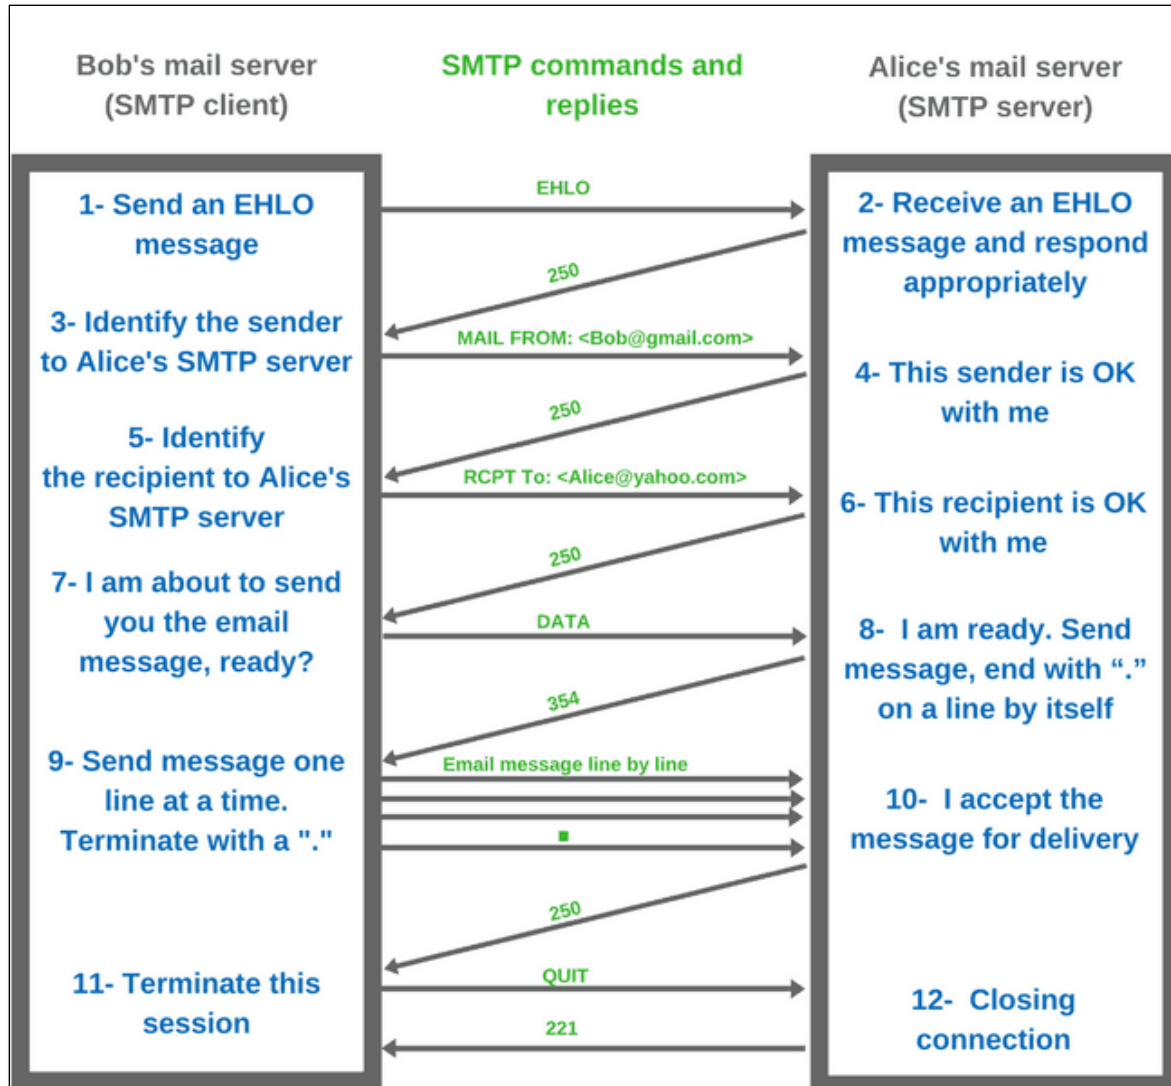 Bob's mail server
(SMTP client)
SMTP commands and
replies
Alice's mail server
(SMTP server)
1- Send an EHLO
message
EHLO
2- Receive an EHLO
message and respond
appropriately
250
3- Identify the sender
to Alice's SMTP server
MAIL FROM: <Bob@gmail.com>
4- This sender is OK
with me
250
5- Identify
the recipient to Alice's
SMTP server
RCPT To: <Alice@yahoo.com>
6- This recipient is OK
with me
250
7- I am about to send
you the email
message, ready?
DATA
8- I am ready. Send
message, end with “.”
on a line by itself
354
9- Send message one
line at a time.
Terminate with a "."
Email message line by line
.
10- I accept the
message for delivery
250
11- Terminate this
session
QUIT
12- Closing
connection
221